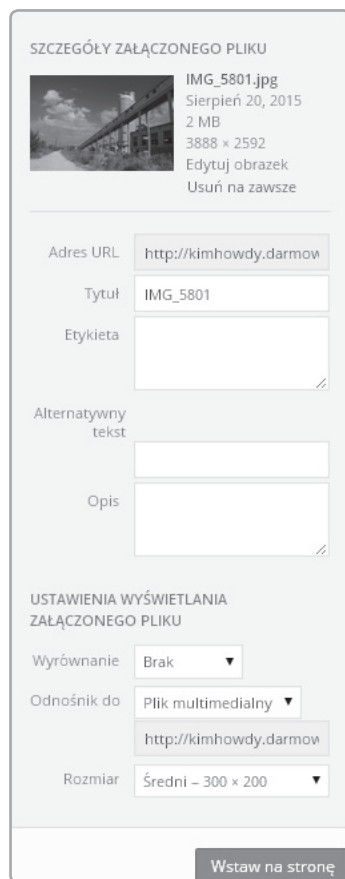 SZCZEGÓŁY ZAŁĄCZONEGO PLIKU
IMG_5801.jpg
Sierpień 20, 2015
2 MB
3888 × 2592
Edytuj obrazek
Usuń na zawsze
Adres URL http://kimhowdy.darmow
Tytuł IMG_5801
Etykieta
Alternatywny
tekst
Opis
USTAWIENIA WYŚWIETLANIA
ZAŁĄCZONEGO PLIKU
Wyrównanie Brak
Odnośnik do Plik multimedialny
http://kimhowdy.darmow
Rozmiar Średni – 300 × 200
Wstaw na stronę